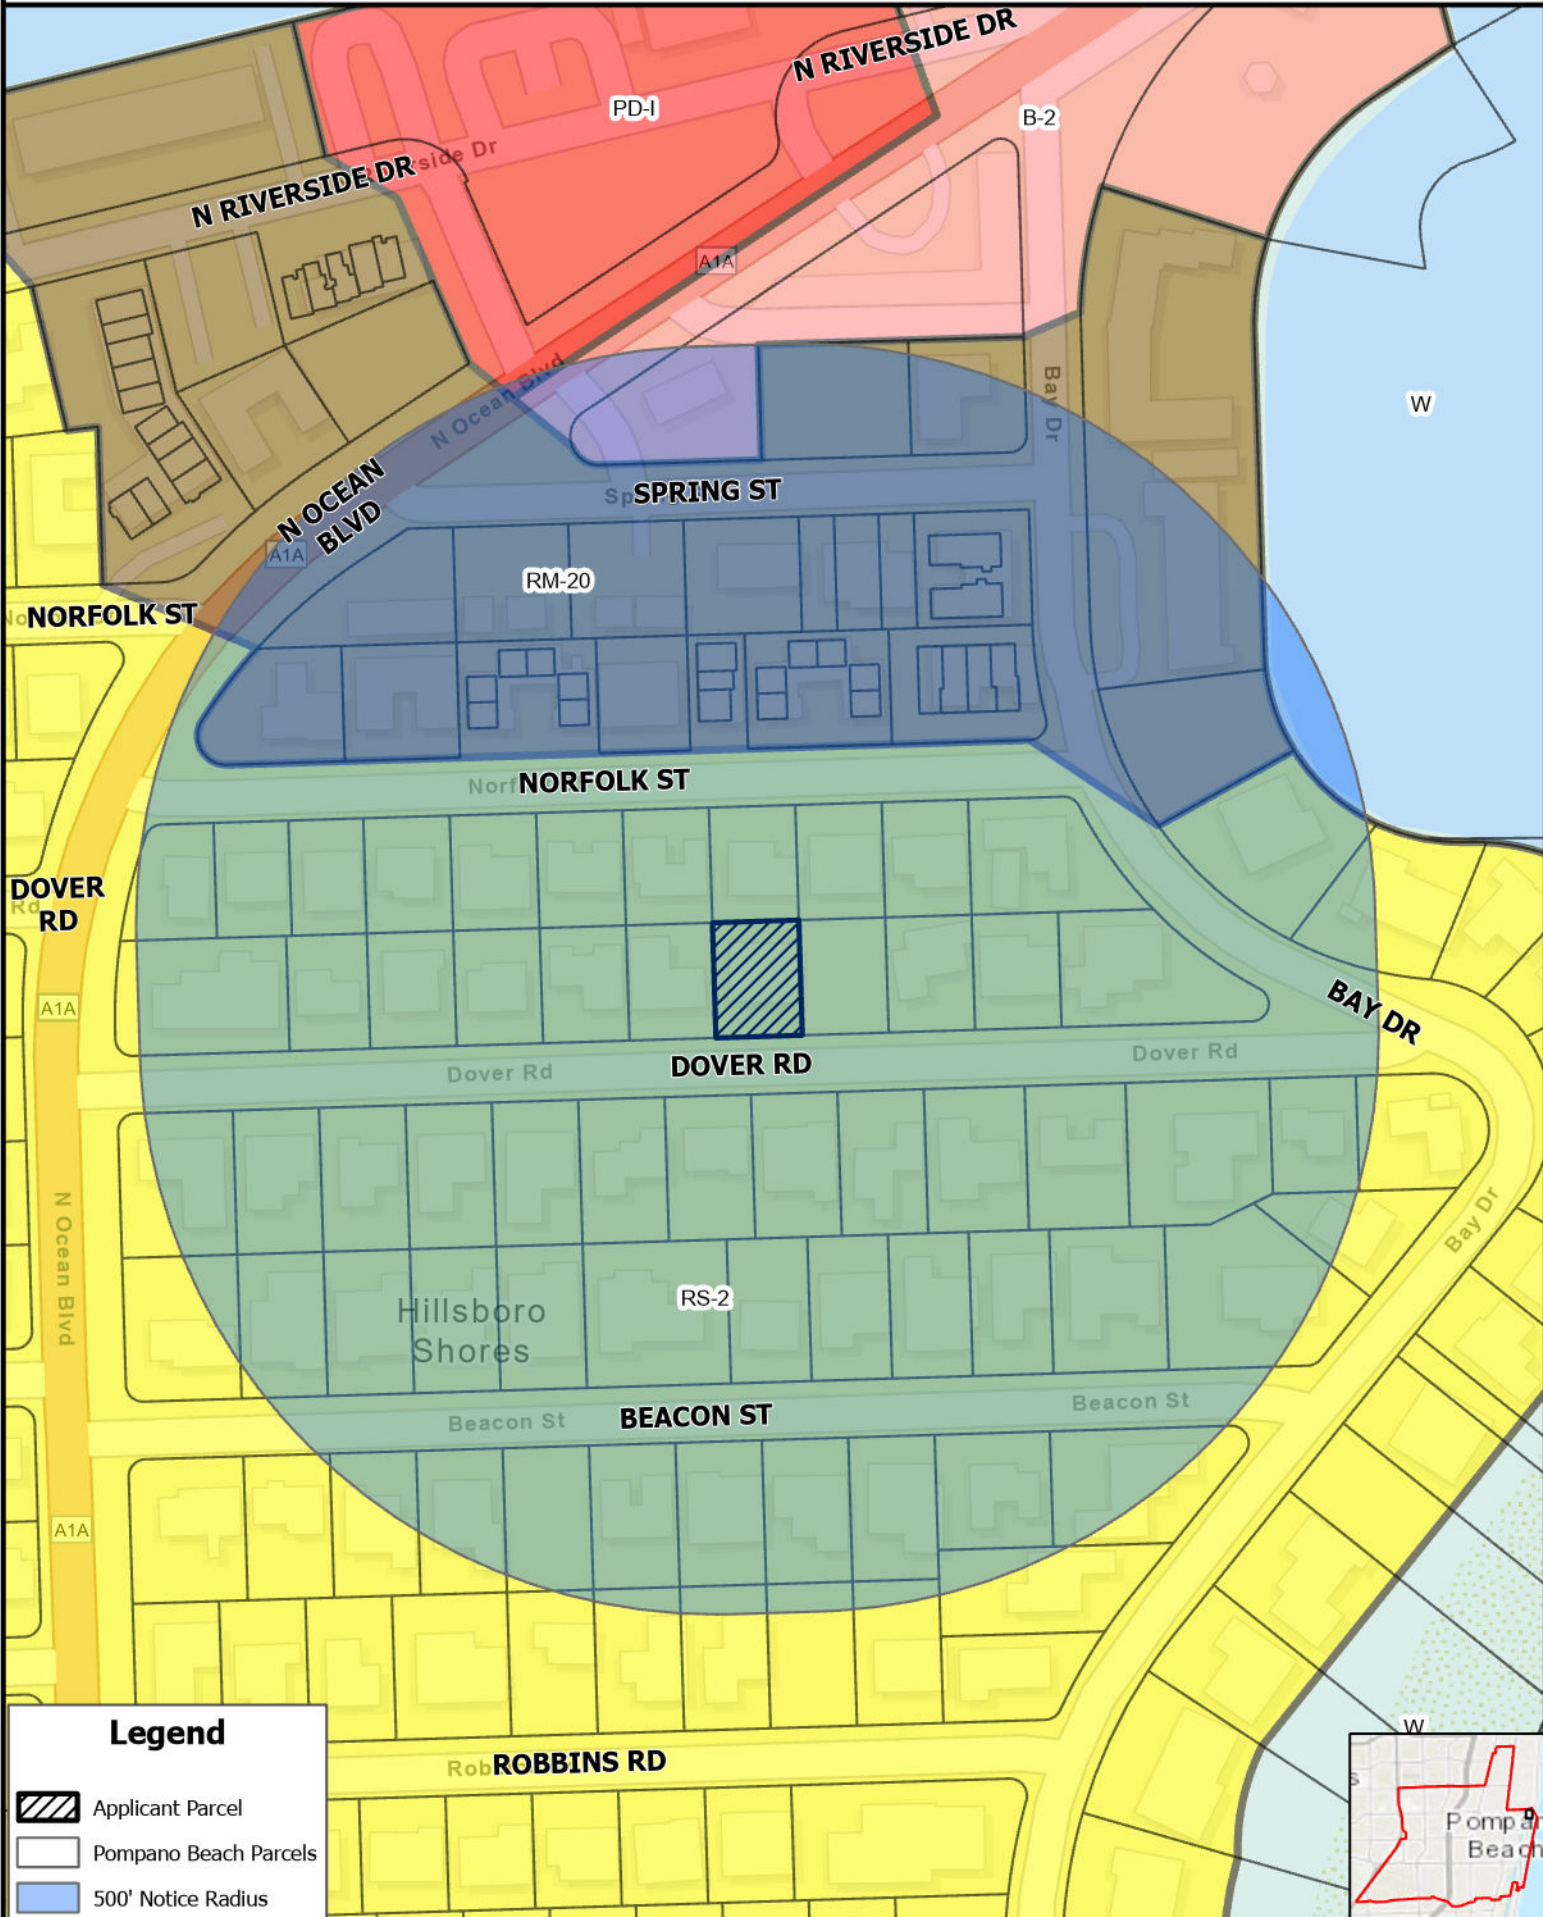 N RIVERSIDE DR
PD-I
B-2
side Dr
N RIVERSIDE DR
A1A
N Ocean Blvd
Bay Dr
W
SPRING ST
N OCEAN
BLVD
A1A
RM-20
NORFOLK ST
NORFOLK ST
DOVER
RD
Rd
A1A
BAY DR
Dover Rd
DOVER RD
Dover Rd
N Ocean Blvd
Bay Dr
RS-2
Hillsboro
Shores
Beacon St
BEACON ST
Beacon St
A1A
W
ROBBINS RD
Legend
Applicant Parcel
Pompano Beach Parcels
500' Notice Radius
Pompan
Beach